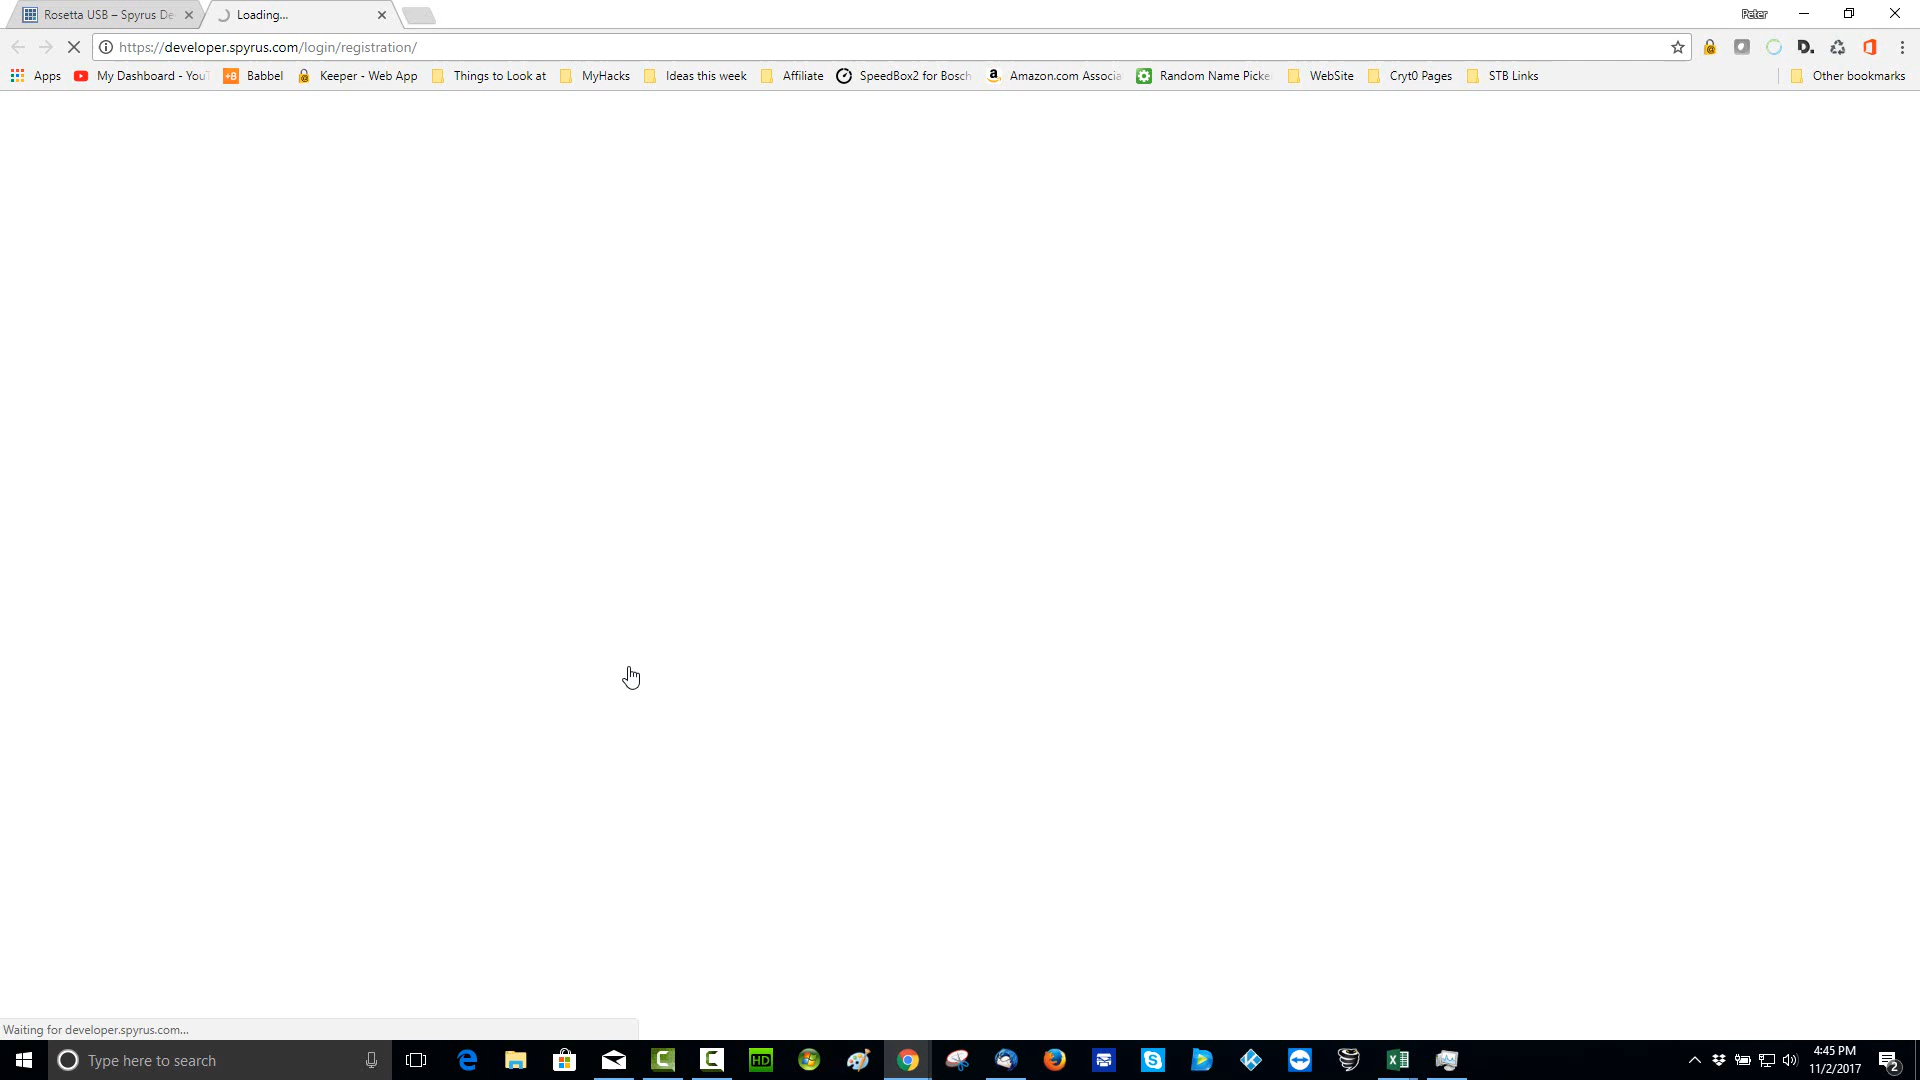 Rosetta USB – Spyrus De
Loading...
Peter
https://developer.spyrus.com/login/registration/
D.
Apps
My Dashboard - YouT
+B Babbel
Keeper - Web App
Things to Look at
MyHacks
Ideas this week
Affiliate
SpeedBox2 for Bosch
a Amazon.com Associa
Random Name Picke
WebSite
Cryt0 Pages
STB Links
Other bookmarks
Waiting for developer.spyrus.com...
Type here to search
HD
4:45 PM
11/2/2017
2